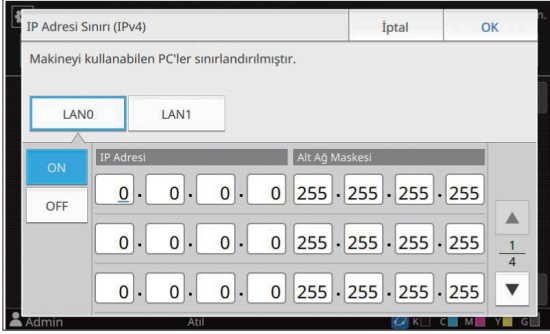 IP Adresi Sınırı (IPv4) İptal OK
n.
Makineyi kullanabilen PC'ler sınırlandırılmıştır.
LAN0 LAN1
IP Adresi Alt Ağ Maskesi
ON
0 . 0 . 0 . 0 255 . 255 . 255 . 255
OFF
0 . 0 . 0 . 0 255 . 255 . 255 . 255
1
4
0 . 0 . 0 . 0 255 . 255 . 255 . 255
Admin Atıl K C M Y G